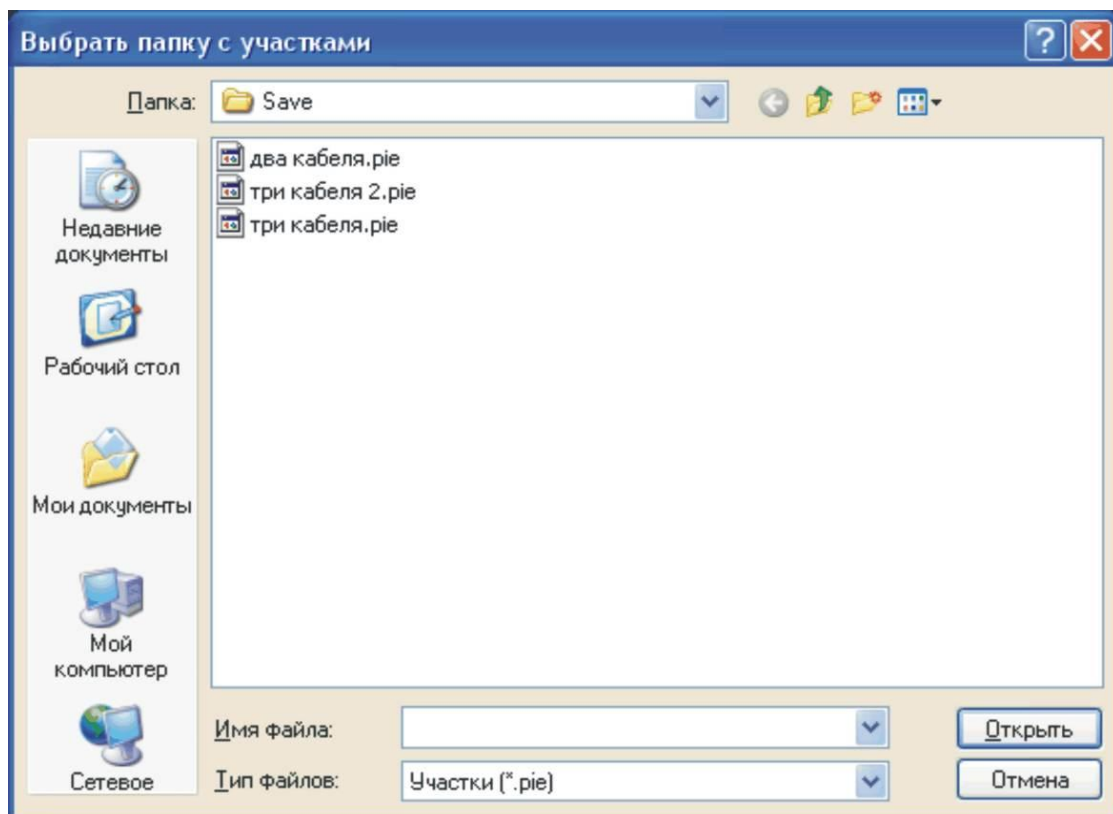 Выбрать папку с участками
Папка: Save
два кабеля.pie
три кабеля 2.pie
три кабеля.pie
Недавние
документы
Рабочий стол
Мои документы
Мой
компьютер
Сетевое
Имя файла:
Открыть
Тип файлов: Участки (*.pie)
Отмена